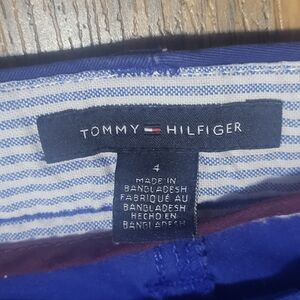 TOMMY HILFIGER
4
MADE IN
BANGLADESH
FABRIQUÉ AU
BANGLADESH
HECHO EN
BANGLADESH